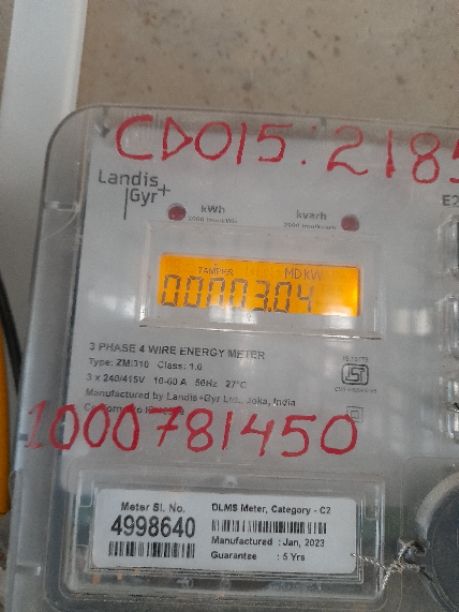 CD015.2185
Landis
Gyr+
E2
kWh
kvarh
TAMPER MD kW
00003.04
3 PHASE 4 WIRE ENERGY METER
Type: ZMI310 Class: 1.0
3 x 240/415V 10-60 A 50Hz 27°C
Manufactured by Landis+Gyr Ltd., Joka, India
1000781450
Meter Sl. No.
4998640
DLMS Meter, Category - C2
Manufactured : Jan, 2023
Guarantee : 5 Yrs